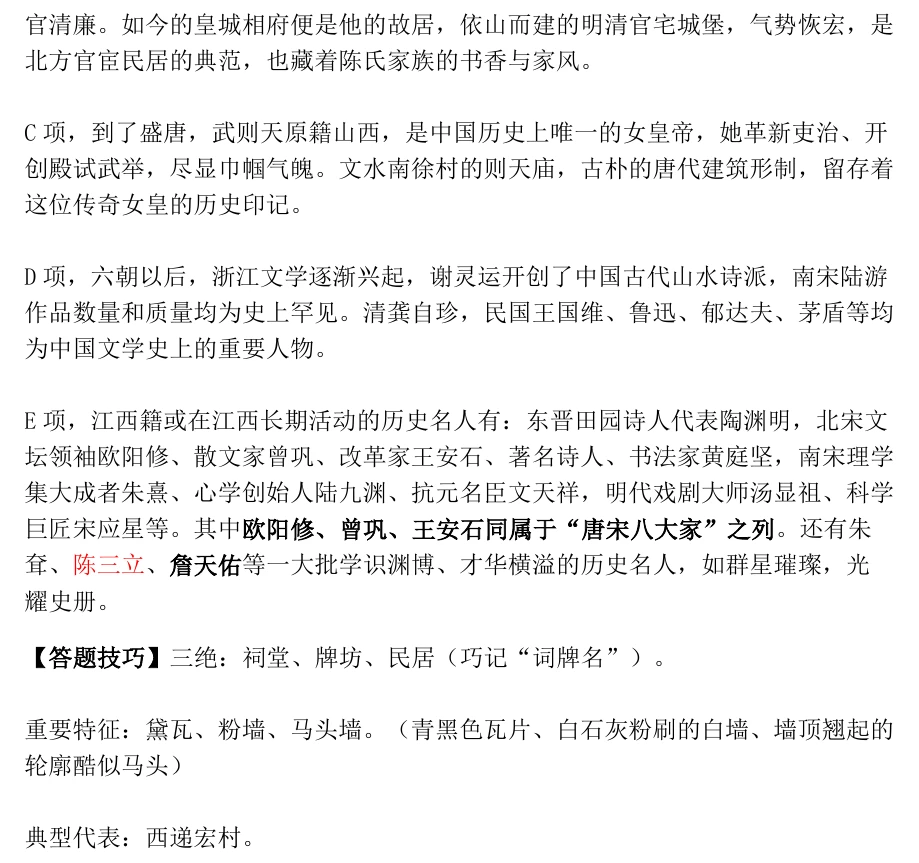 官清廉。如今的皇城相府便是他的故居，依山而建的明清官宅城堡，气势恢宏，是
北方官宦民居的典范，也藏着陈氏家族的书香与家风。
C 项，到了盛唐，武则天原籍山西，是中国历史上唯一的女皇帝，她革新吏治、开
创殿试武举，尽显巾帼气魄。文水南徐村的则天庙，古朴的唐代建筑形制，留存着
这位传奇女皇的历史印记。
D 项，六朝以后，浙江文学逐渐兴起，谢灵运开创了中国古代山水诗派，南宋陆游
作品数量和质量均为史上罕见。清龚自珍，民国王国维、鲁迅、郁达夫、茅盾等均
为中国文学史上的重要人物。
E 项，江西籍或在江西长期活动的历史名人有：东晋田园诗人代表陶渊明，北宋文
坛领袖欧阳修、散文家曾巩、改革家王安石、著名诗人、书法家黄庭坚，南宋理学
集大成者朱熹、心学创始人陆九渊、抗元名臣文天祥，明代戏剧大师汤显祖、科学
巨匠宋应星等。其中欧阳修、曾巩、王安石同属于“唐宋八大家”之列。还有朱
耷、陈三立、詹天佑等一大批学识渊博、才华横溢的历史名人，如群星璀璨，光
耀史册。
【答题技巧】三绝：祠堂、牌坊、民居（巧记“词牌名”）。
重要特征：黛瓦、粉墙、马头墙。（青黑色瓦片、白石灰粉刷的白墙、墙顶翘起的
轮廓酷似马头）
典型代表：西递宏村。